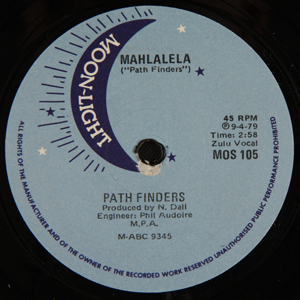 MAHLALELA
("Path Finders")
MOON-LIGHT
45 RPM
℗9-4-79
Time: 2:58
Zulu Vocal
MOS 105
PATH FINDERS
Produced by N. Dali
Engineer: Phil Audoire
M.P.A.
M-ABC 9345
ALL RIGHTS OF THE MANUFACTURER AND OF THE OWNER OF THE RECORDED WORK RESERVED UNAUTHORISED PUBLIC PERFORMANCE PROHIBITED